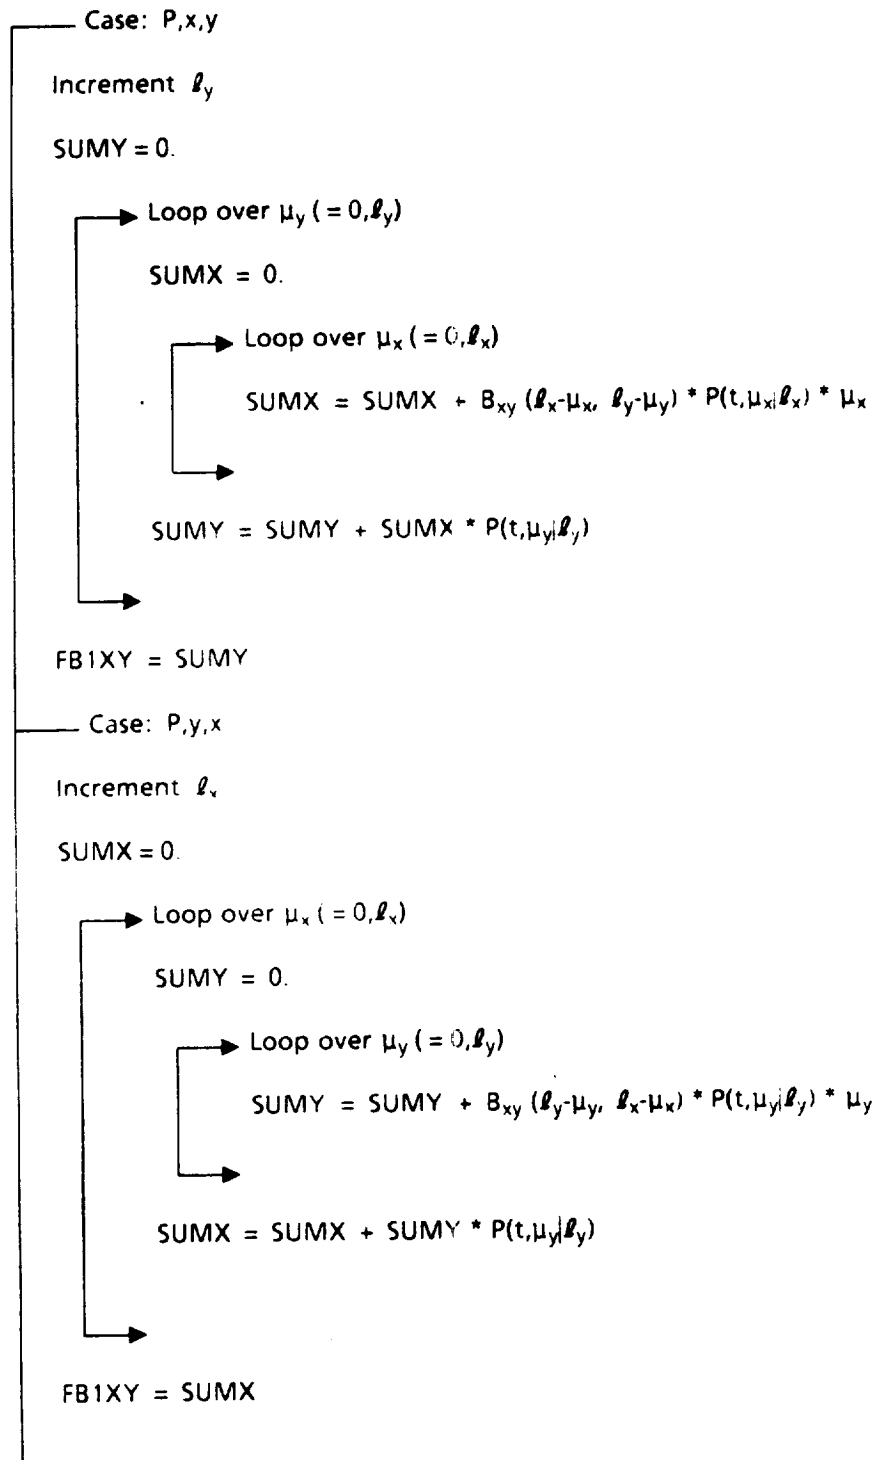 Case: P,x,y
Increment ℓy
SUMY = 0.
Loop over μy ( = 0,ℓy)
SUMX = 0.
Loop over μx ( = 0,ℓx)
SUMX = SUMX + Bxy (ℓx-μx, ℓy-μy) * P(t,μx|ℓx) * μx
SUMY = SUMY + SUMX * P(t,μy|ℓy)
FB1XY = SUMY
Case: P,y,x
Increment ℓx
SUMX = 0.
Loop over μx ( = 0,ℓx)
SUMY = 0.
Loop over μy ( = 0,ℓy)
SUMY = SUMY + Bxy (ℓy-μy, ℓx-μx) * P(t,μy|ℓy) * μy
SUMX = SUMX + SUMY * P(t,μy|ℓy)
FB1XY = SUMX